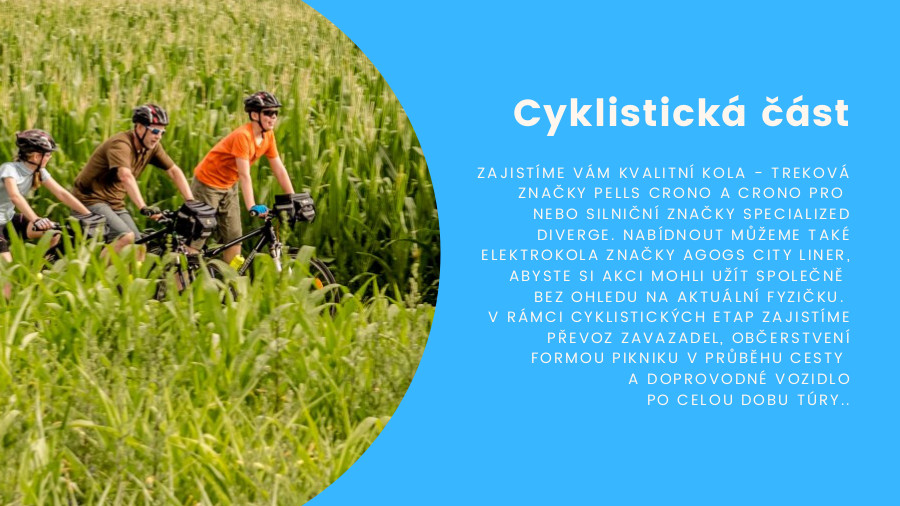 Cyklistická část
ZAJISTÍME VÁM KVALITNÍ KOLA - TREKOVÁ
ZNAČKY PELLS CRONO A CRONO PRO
NEBO SILNIČNÍ ZNAČKY SPECIALIZED
DIVERGE. NABÍDNOUT MŮŽEME TAKÉ
ELEKTROKOLA ZNAČKY AGOGS CITY LINER,
ABYSTE SI AKCI MOHLI UŽÍT SPOLEČNĚ
BEZ OHLEDU NA AKTUÁLNÍ FYZIČKU.
V RÁMCI CYKLISTICKÝCH ETAP ZAJISTÍME
PŘEVOZ ZAVAZADEL, OBČERSTVENÍ
FORMOU PIKNIKU V PRŮBĚHU CESTY
A DOPROVODNÉ VOZIDLO
PO CELOU DOBU TÚRY..